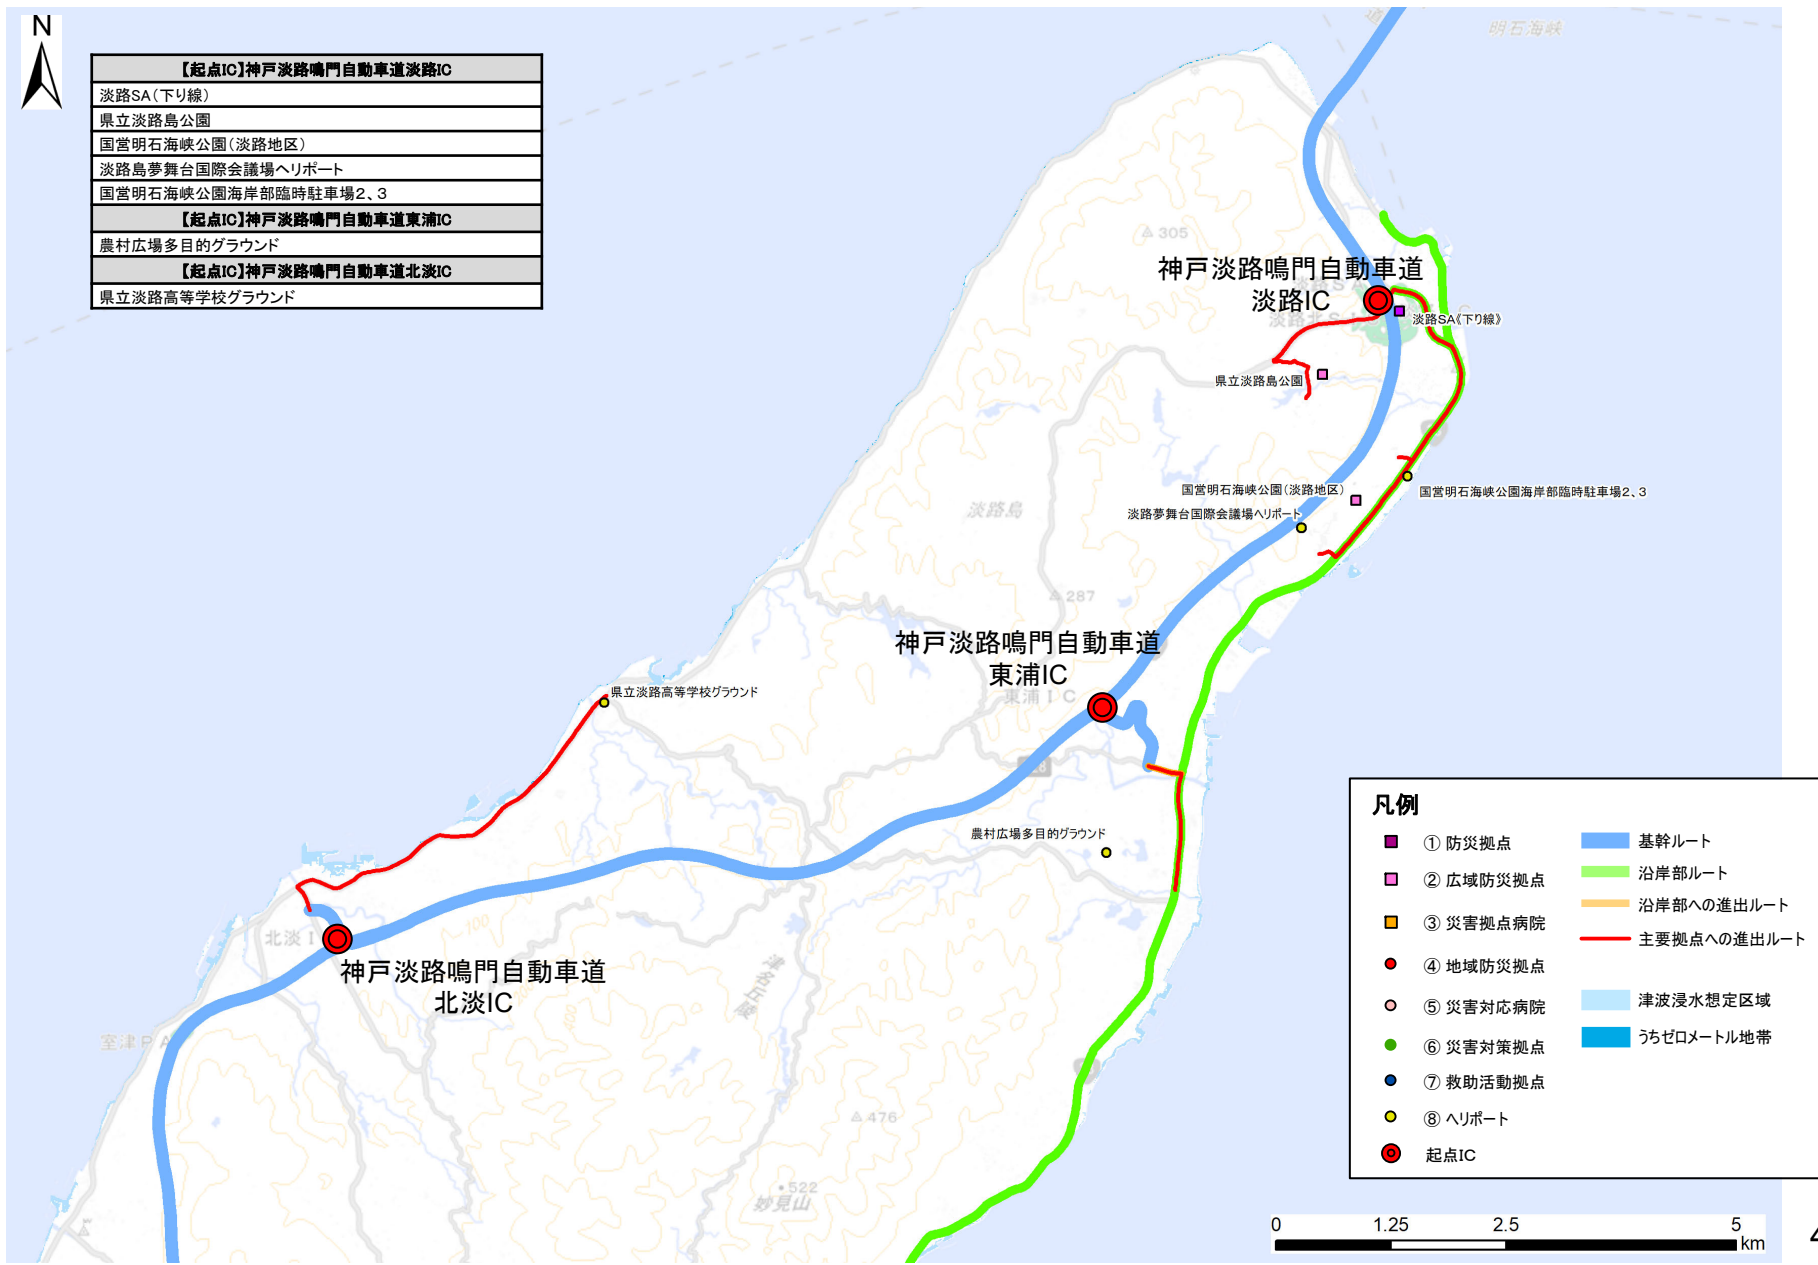 N
明石海峡
【起点IC】神戸淡路鳴門自動車道淡路IC
淡路SA（下り線）
県立淡路島公園
国営明石海峡公園（淡路地区）
淡路島夢舞台国際会議場ヘリポート
国営明石海峡公園海岸部臨時駐車場2、3
【起点IC】神戸淡路鳴門自動車道東浦IC
農村広場多目的グラウンド
【起点IC】神戸淡路鳴門自動車道北淡IC
県立淡路高等学校グラウンド
305
神戸淡路鳴門自動車道
淡路IC
淡路SA《下り線》
県立淡路島公園
国営明石海峡公園（淡路地区）
国営明石海峡公園海岸部臨時駐車場2、3
淡路夢舞台国際会議場ヘリポート
淡路島
287
神戸淡路鳴門自動車道
東浦IC
東浦ＩＣ
県立淡路高等学校グラウンド
農村広場多目的グラウンド
北淡Ｉ
神戸淡路鳴門自動車道
北淡IC
100
室津ＰＡ
476
522
妙見山
凡例
① 防災拠点
② 広域防災拠点
③ 災害拠点病院
④ 地域防災拠点
⑤ 災害対応病院
⑥ 災害対策拠点
⑦ 救助活動拠点
⑧ ヘリポート
起点IC
基幹ルート
沿岸部ルート
沿岸部への進出ルート
主要拠点への進出ルート
津波浸水想定区域
うちゼロメートル地帯
0 1.25 2.5 5
km